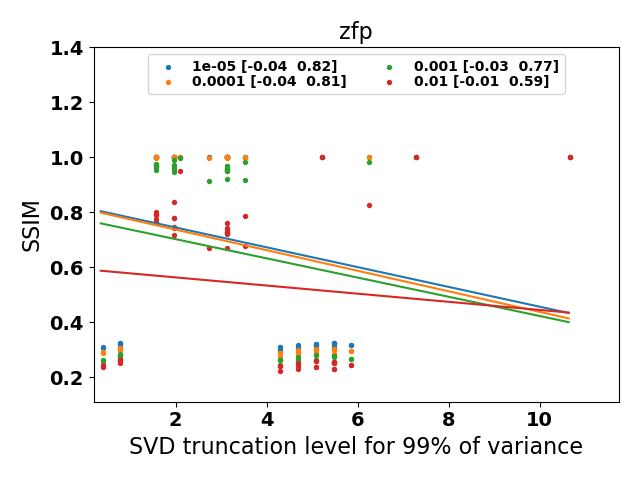 zfp
1e-05 [-0.04  0.82]
0.0001 [-0.04  0.81]
0.001 [-0.03  0.77]
0.01 [-0.01  0.59]
1.4
1.2
1.0
0.8
0.6
0.4
0.2
SSIM
2 4 6 8 10
SVD truncation level for 99% of variance